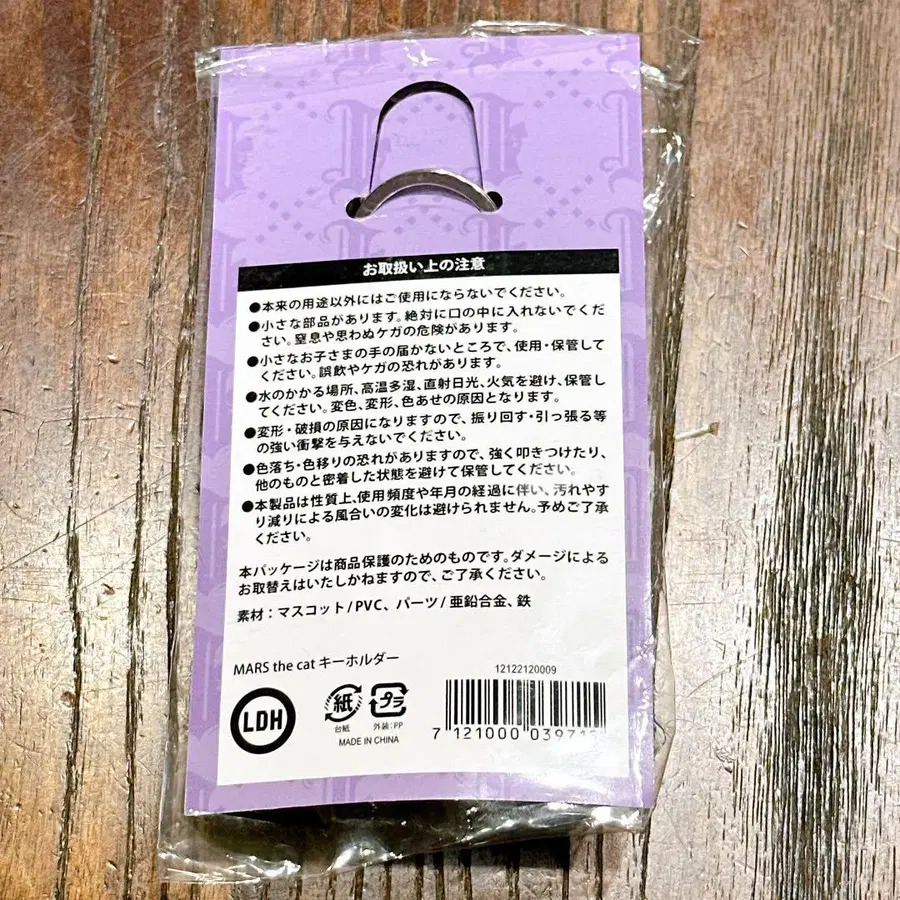 お取扱い上の注意
●本来の用途以外にはご使用にならないでください。
●小さな部品があります。絶対に口の中に入れないでくだ
さい。窒息や思わぬケガの危険があります。
●小さなお子さまの手の届かないところで、使用・保管して
ください。誤飲やケガの恐れがあります。
●水のかかる場所、高温多湿、直射日光、火気を避け、保管し
てください。変色、変形、色あせの原因となります。
●変形・破損の原因になりますので、振り回す・引っ張る等
の強い衝撃を与えないでください。
●色落ち・色移りの恐れがありますので、強く叩きつけたり、
他のものと密着した状態を避けて保管してください。
●本製品は性質上、使用頻度や年月の経過に伴い、汚れやす
り減りによる風合いの変化は避けられません。予めご了承
ください。
本パッケージは商品保護のためのものです。ダメージによる
お取替えはいたしかねますので、ご了承ください。
素材：マスコット/PVC、パーツ/亜鉛合金、鉄
MARS the cat キーホルダー
12122120009
LDH
紙
台紙
プラ
外装:PP
MADE IN CHINA
7 121000